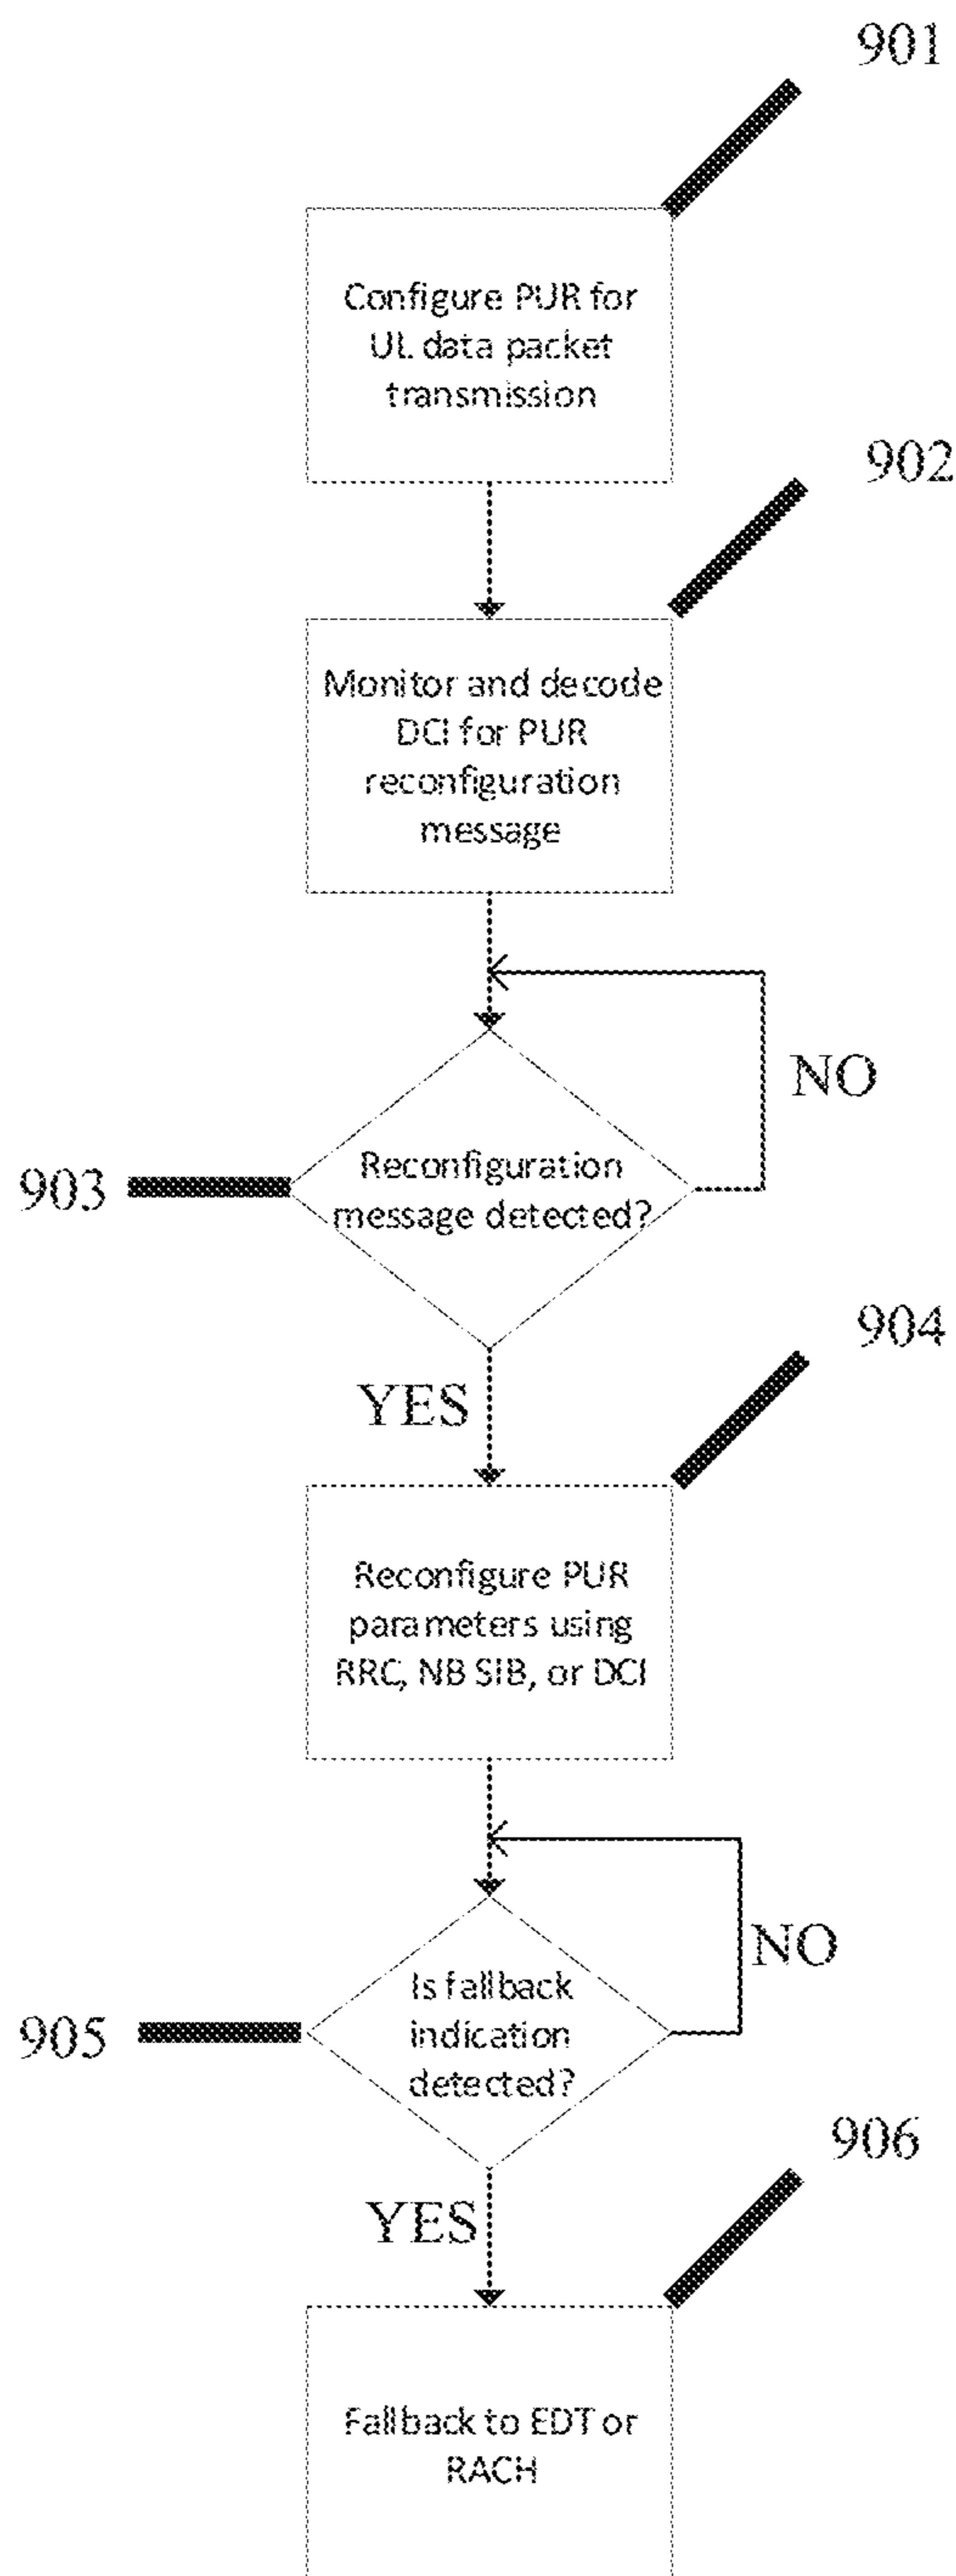 901
Configure PUR for
UL data packet
transmission
902
Monitor and decode
DCI for PUR
reconfiguration
message
NO
903
Reconfiguration
message detected?
904
YES
Reconfigure PUR
parameters using
RRC, NB SIB, or DCI
NO
905
Is fallback
indication
detected?
906
YES
Fallback to EDT or
RACH